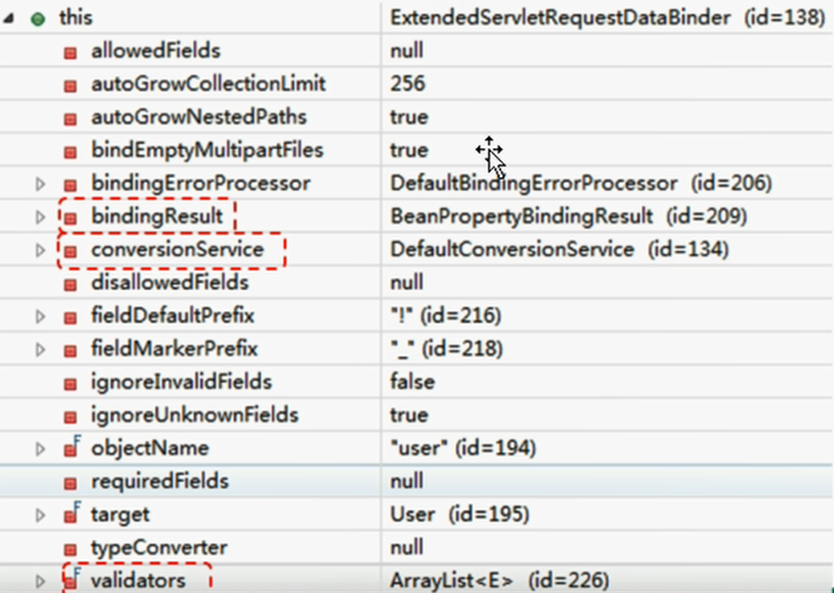 this ExtendedServletRequestDataBinder (id=138)
allowedFields null
autoGrowCollectionLimit 256
autoGrowNestedPaths true
bindEmptyMultipartFiles true
bindingErrorProcessor DefaultBindingErrorProcessor (id=206)
bindingResult BeanPropertyBindingResult (id=209)
conversionService DefaultConversionService (id=134)
disallowedFields null
fieldDefaultPrefix "!" (id=216)
fieldMarkerPrefix "_" (id=218)
ignoreInvalidFields false
ignoreUnknownFields true
F objectName "user" (id=194)
requiredFields null
F target User (id=195)
typeConverter null
F validators ArrayList<E> (id=226)